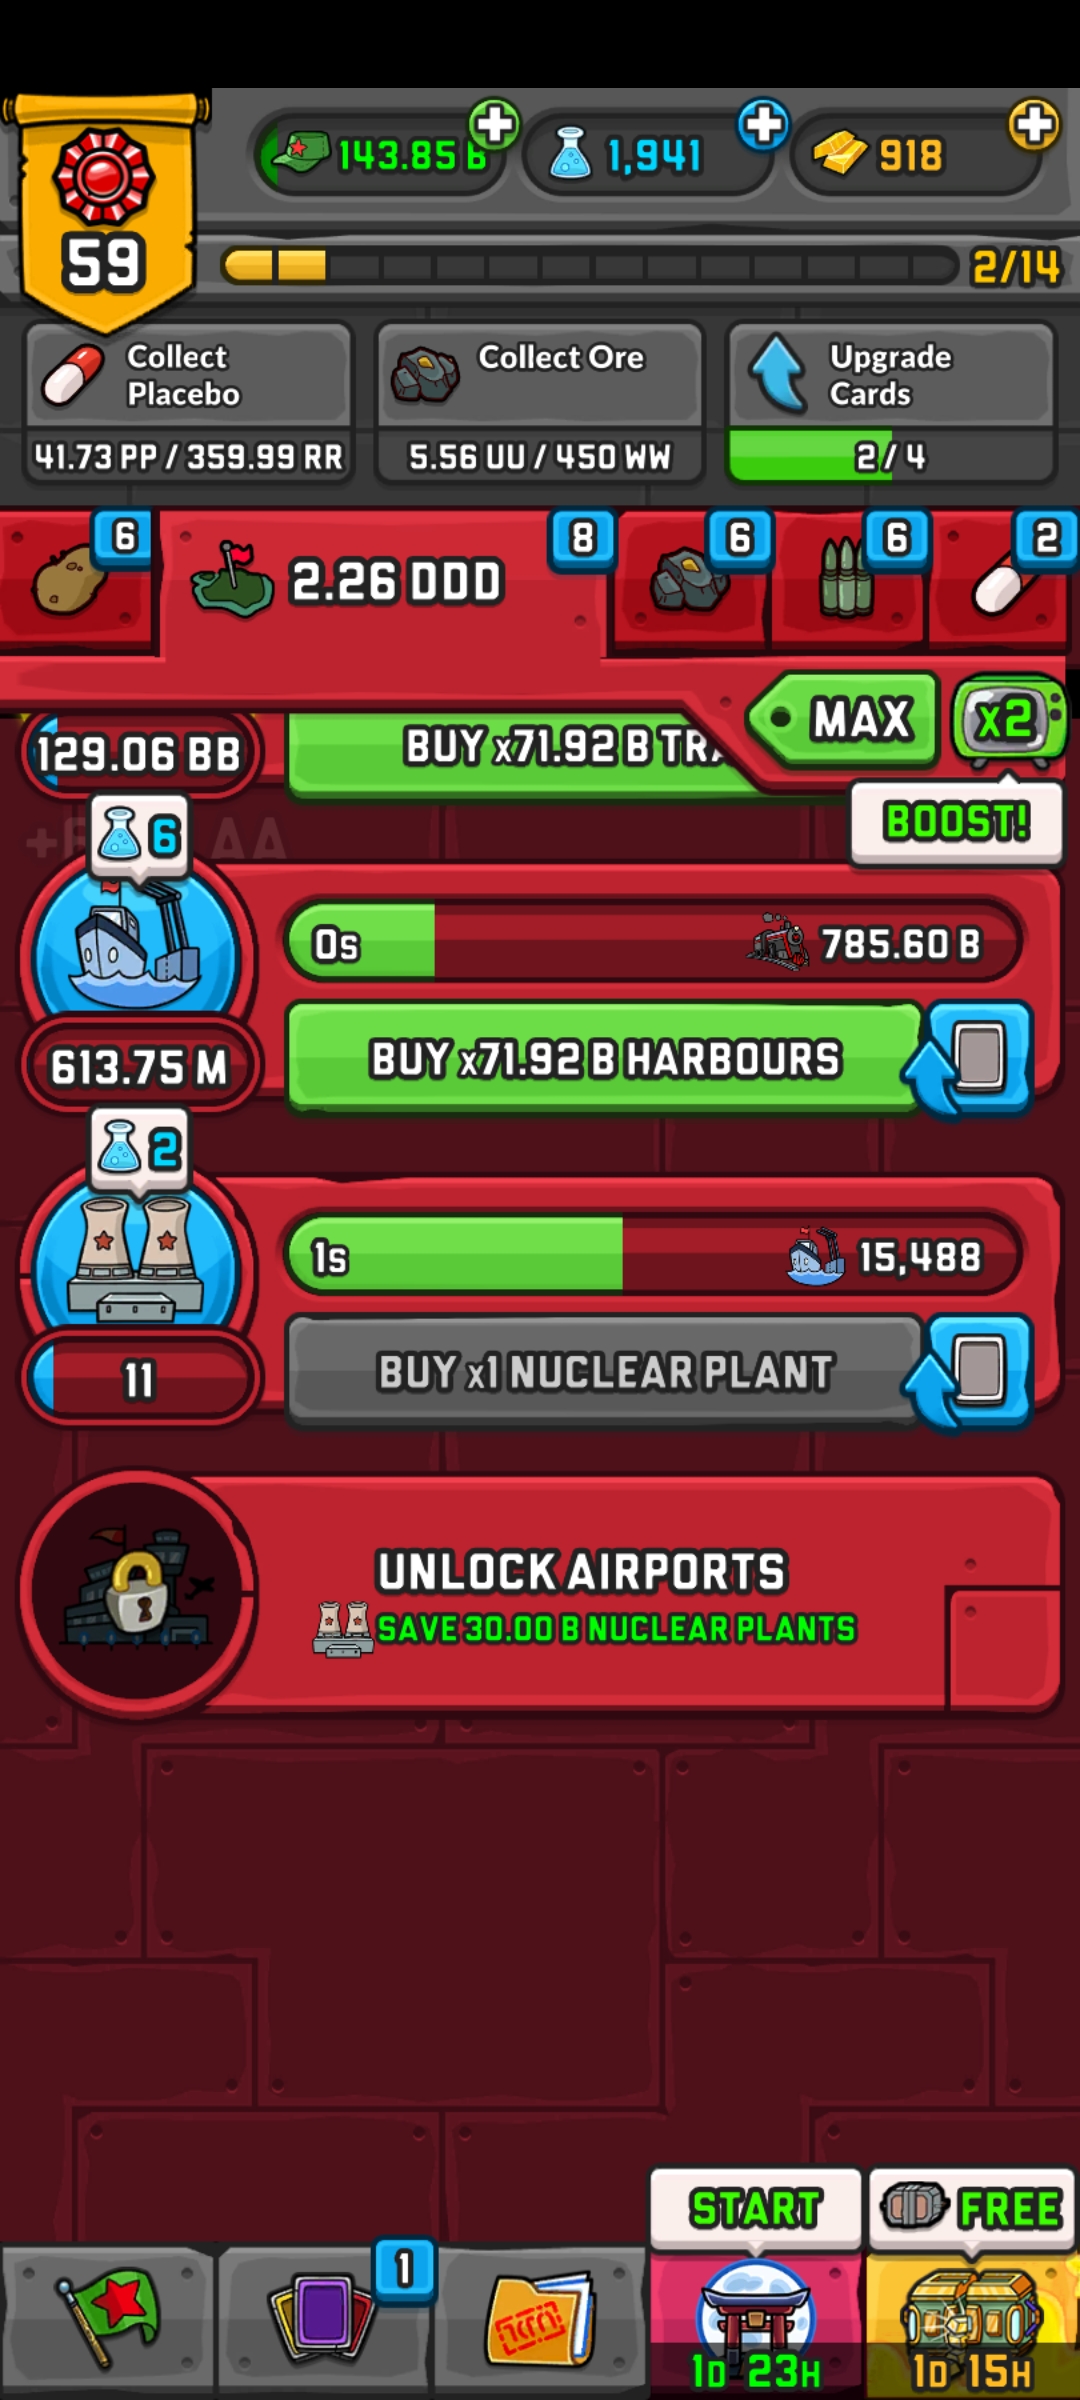 143.85 B
1,941
918
59
2/14
Collect Placebo
41.73 PP / 359.99 RR
Collect Ore
5.56 UU / 450 WW
Upgrade Cards
2/ 4
6
2.26 DDD
8
6
6
2
129.06 BB
BUY x71.92 B
MAX
x2
BOOST!
AA
6
0s
785.60 B
613.75 M
BUY x71.92 B HARBOURS
2
1s
15,488
11
BUY x1 NUCLEAR PLANT
UNLOCK AIRPORTS
SAVE 30.00 B NUCLEAR PLANTS
START
FREE
1
1D 23H
1D 15H